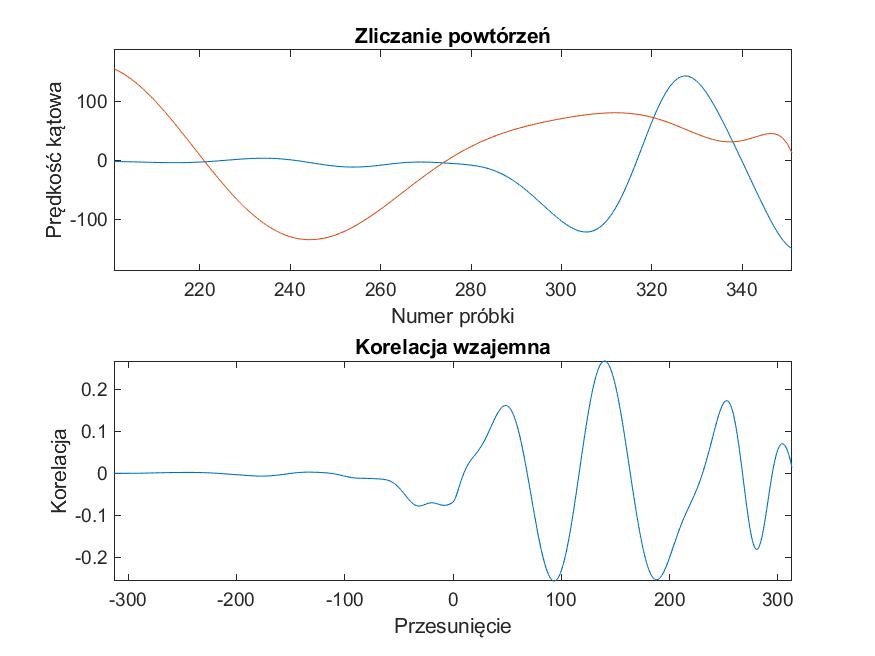 Zliczanie powtórzeń
Prędkość kątowa
100
0
-100
220 240 260 280 300 320 340
Numer próbki
Korelacja wzajemna
Korelacja
0.2
0.1
0
-0.1
-0.2
-300 -200 -100 0 100 200 300
Przesunięcie